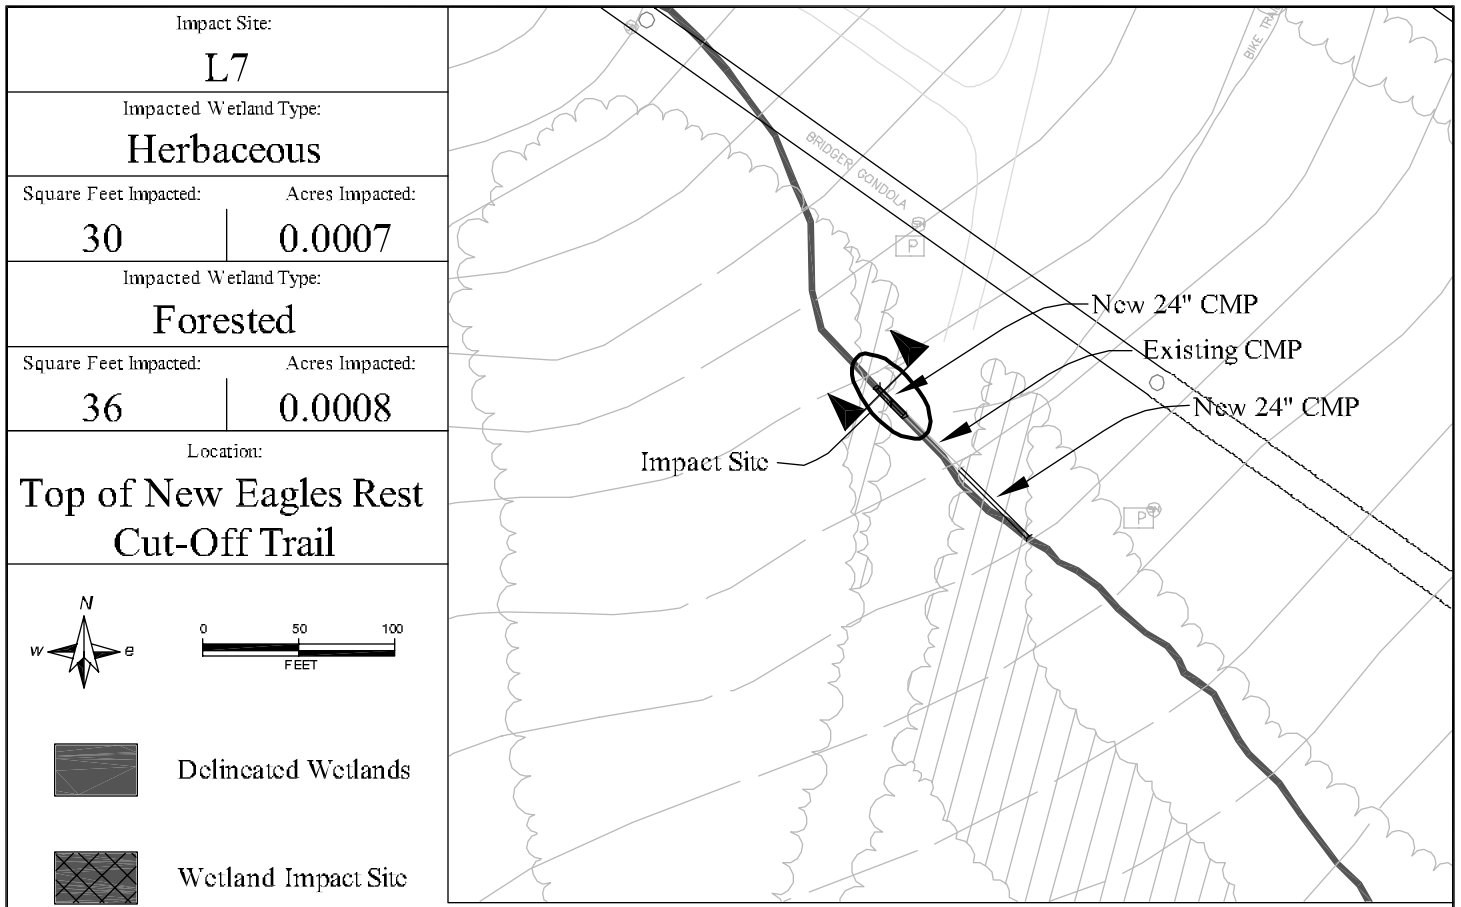 Impact Site:
L7
Impacted Wetland Type:
Herbaceous
Square Feet Impacted:
Acres Impacted:
30
0.0007
Impacted Wetland Type:
Forested
Square Feet Impacted:
Acres Impacted:
36
0.0008
Location:
Top of New Eagles Rest
Cut-Off Trail
N
w
e
0
50
100
FEET
Delineated Wetlands
Wetland Impact Site
BIKE TRA
BRIDGER GONDOLA
P
New 24" CMP
Existing CMP
New 24" CMP
Impact Site
P